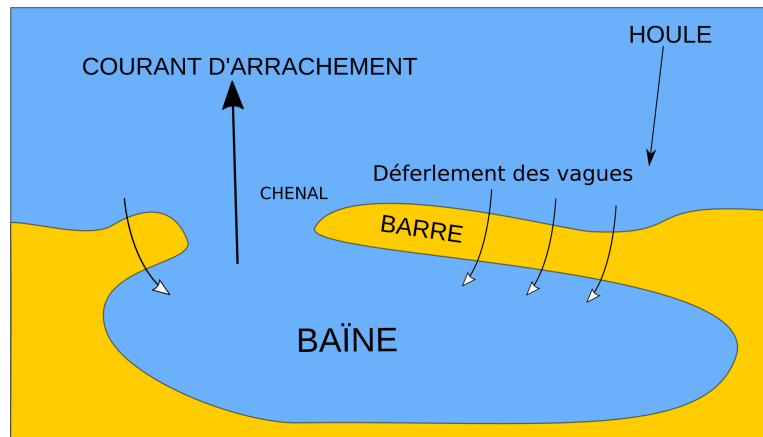 HOULE
COURANT D'ARRACHEMENT
Déferlement des vagues
CHENAL
BARRE
BAÏNE